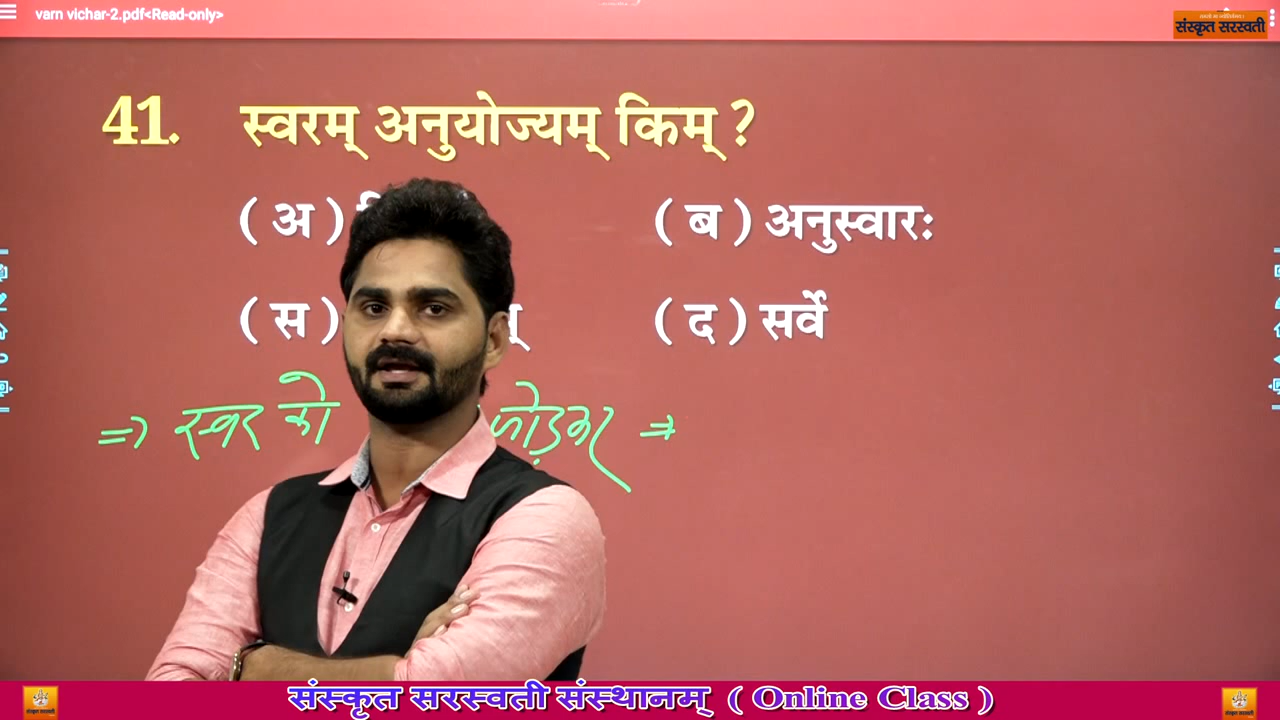 varn vichar-2.pdf<Read-only>
संस्कृत सरस्वती
41. स्वरम् अनुयोज्यम् किम् ?
( अ )
( ब ) अनुस्वारः
( स )
( द ) सर्वे
=> स्वर को जोड़कर →
संस्कृत सरस्वती संस्थानम् ( Online Class )